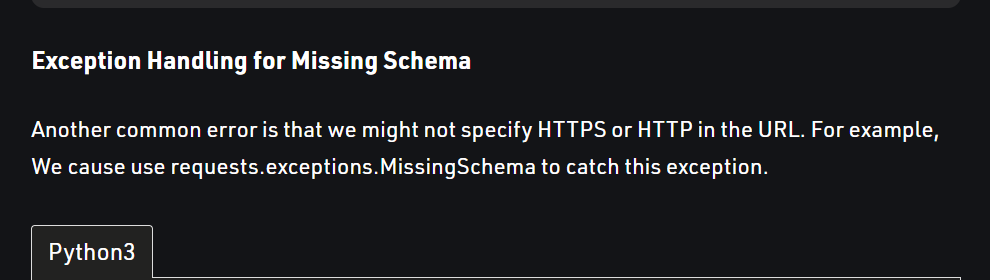 Exception Handling for Missing Schema
Another common error is that we might not specify HTTPS or HTTP in the URL. For example,
We cause use requests.exceptions.MissingSchema to catch this exception.
Python3